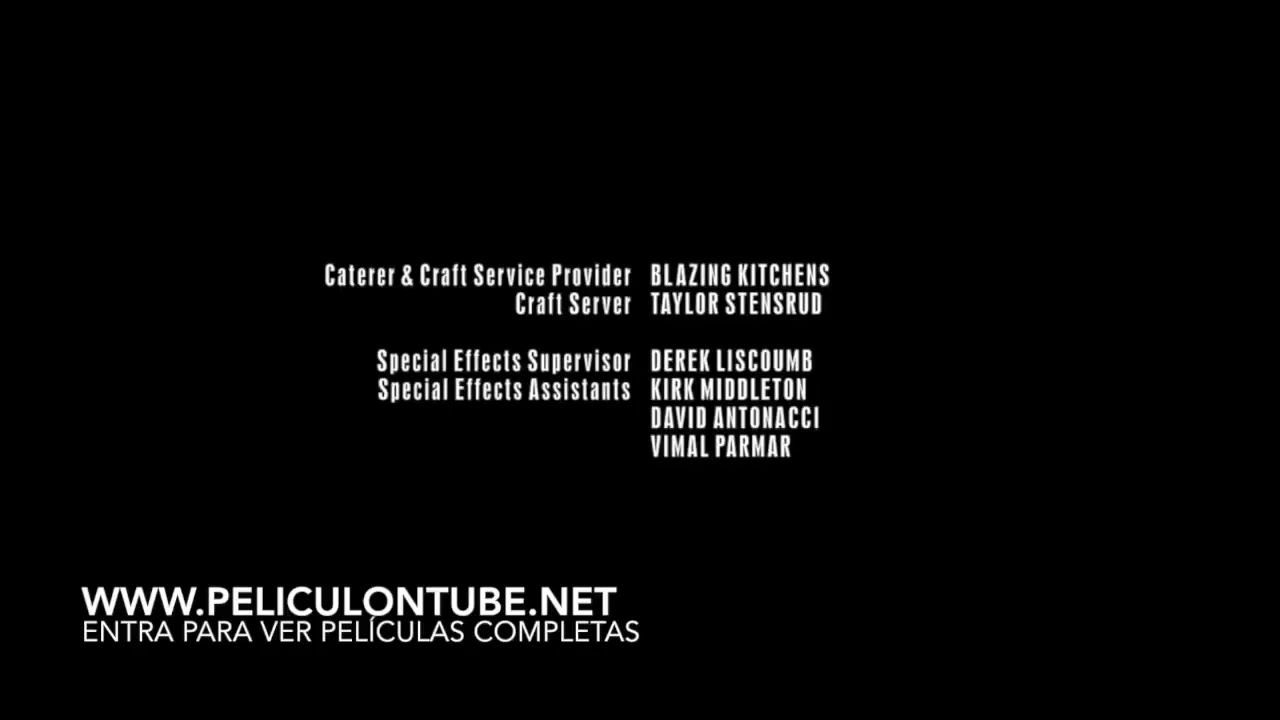 Caterer & Craft Service Provider BLAZING KITCHENS
Craft Server TAYLOR STENSRUD
Special Effects Supervisor DEREK LISCOUMB
Special Effects Assistants KIRK MIDDLETON
DAVID ANTONACCI
VIMAL PARMAR
WWW.PELICULONTUBE.NET
ENTRA PARA VER PELÍCULAS COMPLETAS